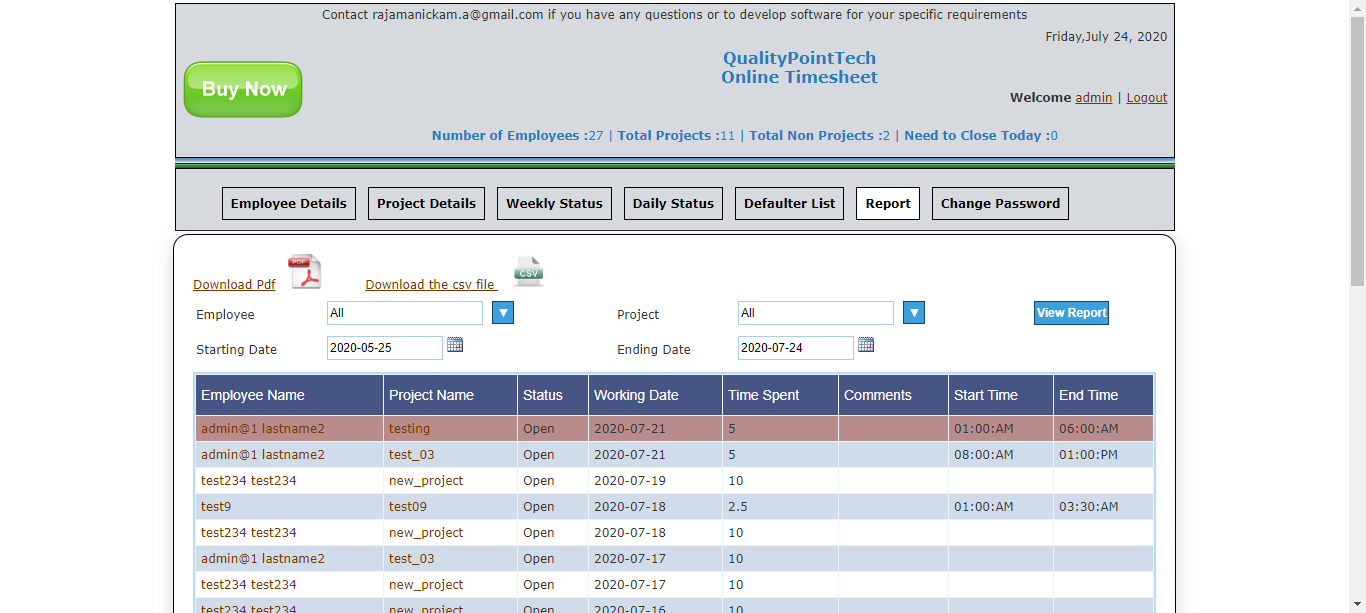 Contact rajamanickam.a@gmail.com if you have any questions or to develop software for your specific requirements
Friday,July 24, 2020
QualityPointTech
Online Timesheet
Buy Now
Welcome admin | Logout
Number of Employees :27 | Total Projects :11 | Total Non Projects :2 | Need to Close Today :0
Employee Details Project Details Weekly Status Daily Status Defaulter List Report Change Password
Download Pdf PDF Download the csv file CSV
Employee All Project All View Report
Starting Date 2020-05-25 Ending Date 2020-07-24
Employee Name Project Name Status Working Date Time Spent Comments Start Time End Time
admin@1 lastname2 testing Open 2020-07-21 5 01:00:AM 06:00:AM
admin@1 lastname2 test_03 Open 2020-07-21 5 08:00:AM 01:00:PM
test234 test234 new_project Open 2020-07-19 10
test9 test09 Open 2020-07-18 2.5 01:00:AM 03:30:AM
test234 test234 new_project Open 2020-07-18 10
admin@1 lastname2 test_03 Open 2020-07-17 10
test234 test234 new_project Open 2020-07-17 10
test234 test234 new_project Open 2020-07-16 10